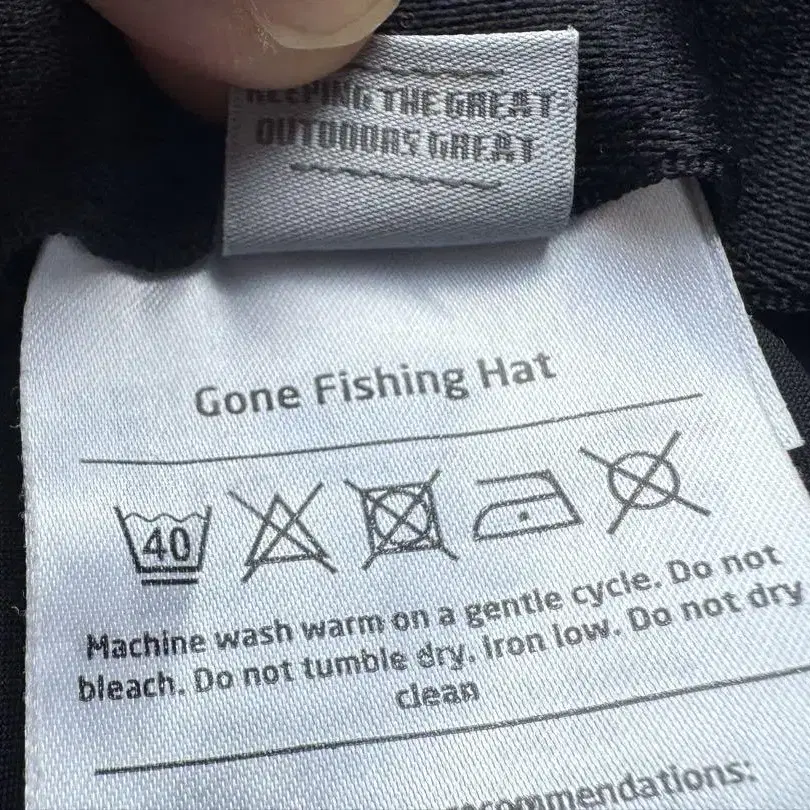 KEEPING THE GREAT
OUTDOORS GREAT
Gone Fishing Hat
40
Machine wash warm on a gentle cycle. Do not
bleach. Do not tumble dry. Iron low. Do not dry
clean
recommendations: